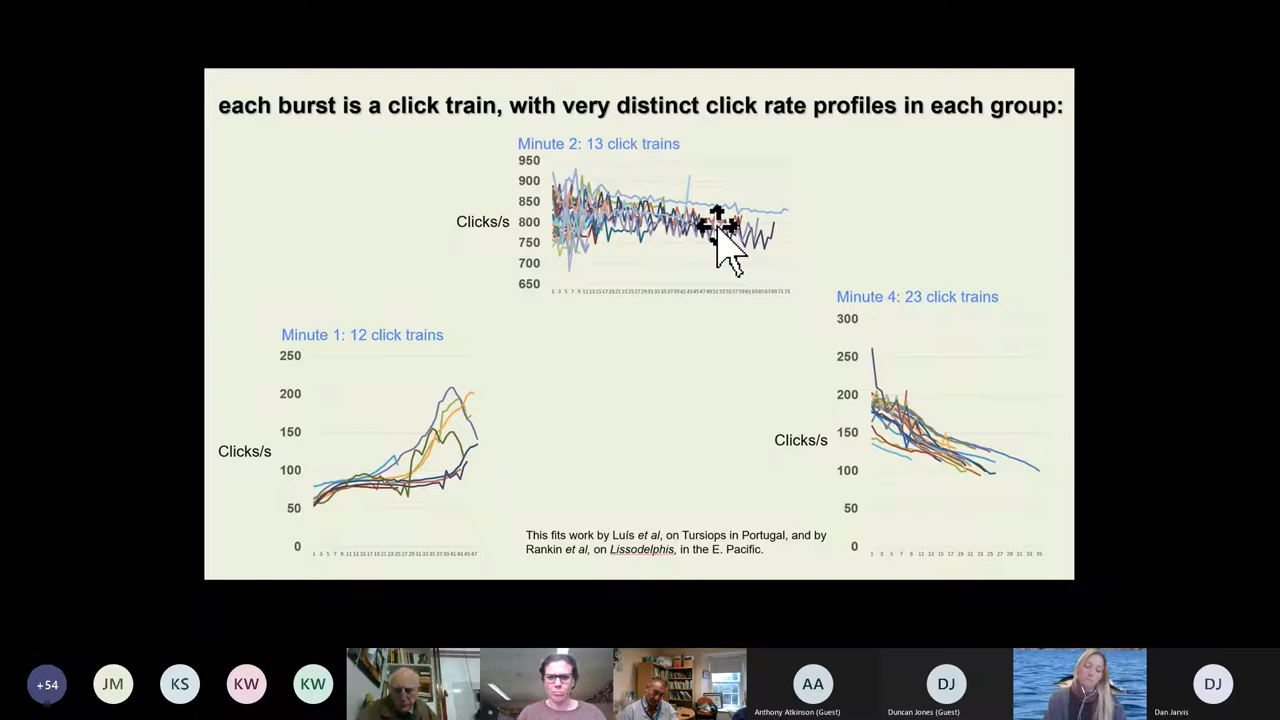 each burst is a click train, with very distinct click rate profiles in each group:
Minute 2: 13 click trains
950
900
850
Clicks/s
800
750
700
650
Minute 4: 23 click trains
300
250
200
150
Clicks/s
100
50
0
Minute 1: 12 click trains
250
200
150
Clicks/s
100
50
0
This fits work by Luís et al, on Tursiops in Portugal, and by
Rankin et al, on Lissodelphis, in the E. Pacific.
+54
JM
KS
KW
KW
AA
Anthony Atkinson (Guest)
DJ
Duncan Jones (Guest)
DJ
Dan Jarvis